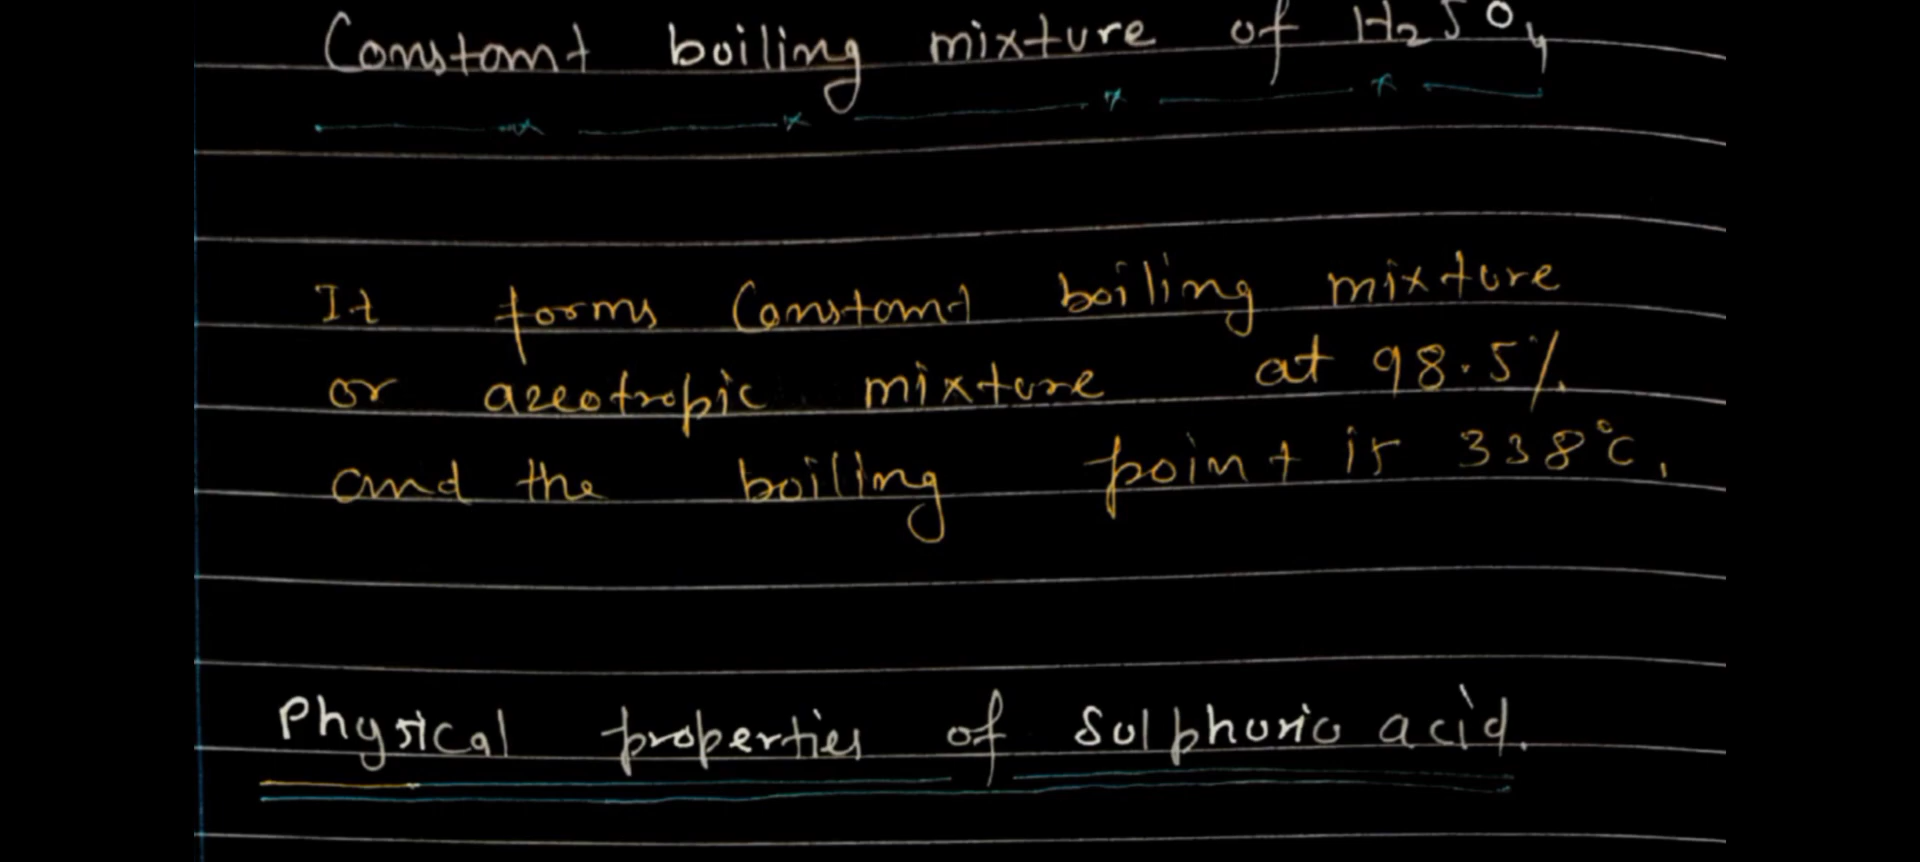 Constant boiling mixture of H₂SO₄
It forms Constant boiling mixture
or azeotropic mixture at 98.5%
and the boiling point is 338°C.
Physical properties of Sulphuric acid.